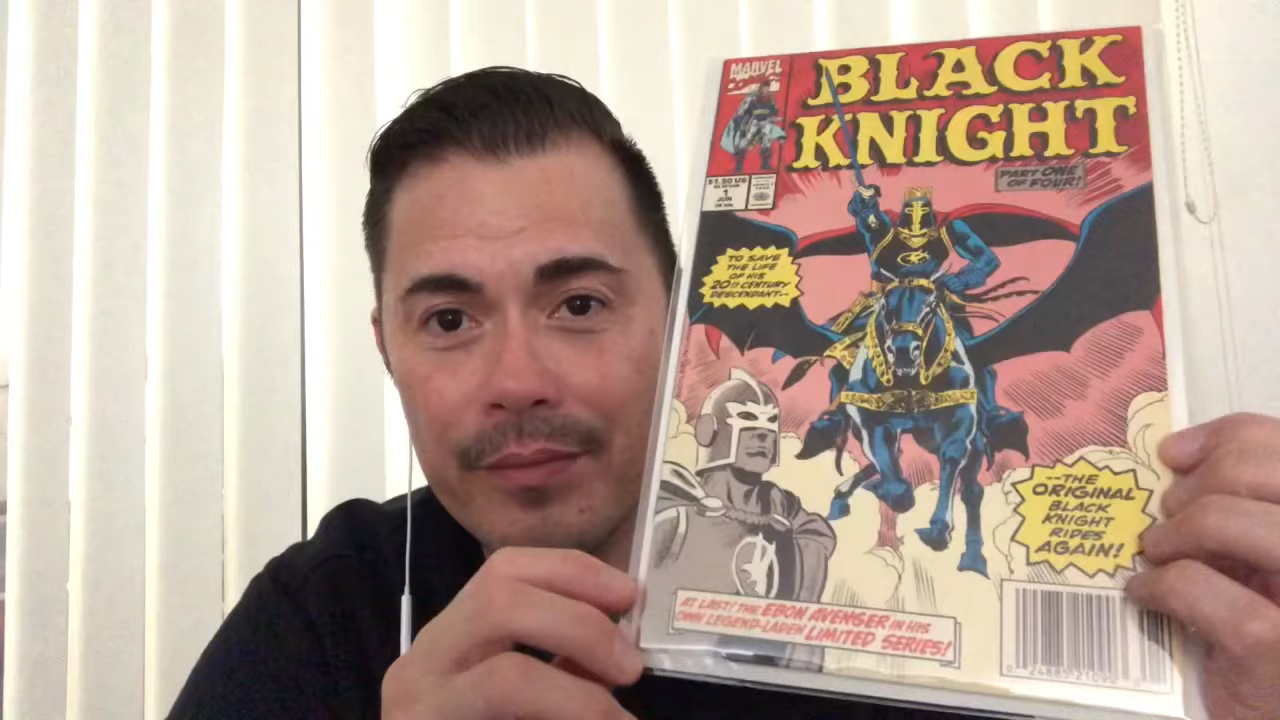 MARVEL
BLACK
KNIGHT
PART ONE
OF FOUR!
$1.50 US
1
JUN
TO SAVE
THE LIFE
OF HIS
20TH CENTURY
DESCENDANT--
--THE
ORIGINAL
BLACK
KNIGHT
RIDES
AGAIN!
AT LAST! THE EBON AVENGER IN HIS
OWN LEGEND-LADEN LIMITED SERIES!